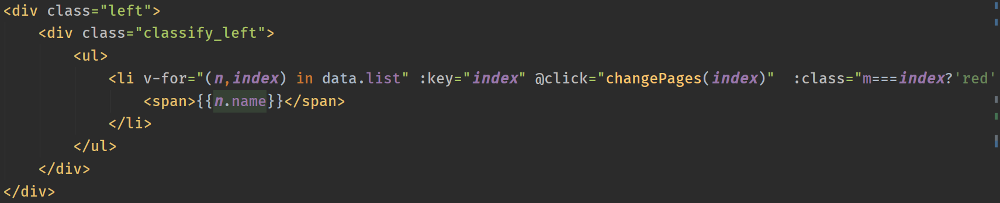 <div class="left">
<div class="classify_left">
<ul>
<li v-for="(n,index) in data.list" :key="index" @click="changePages(index)"  :class="m===index?'red'
<span>{{n.name}}</span>
</li>
</ul>
</div>
</div>